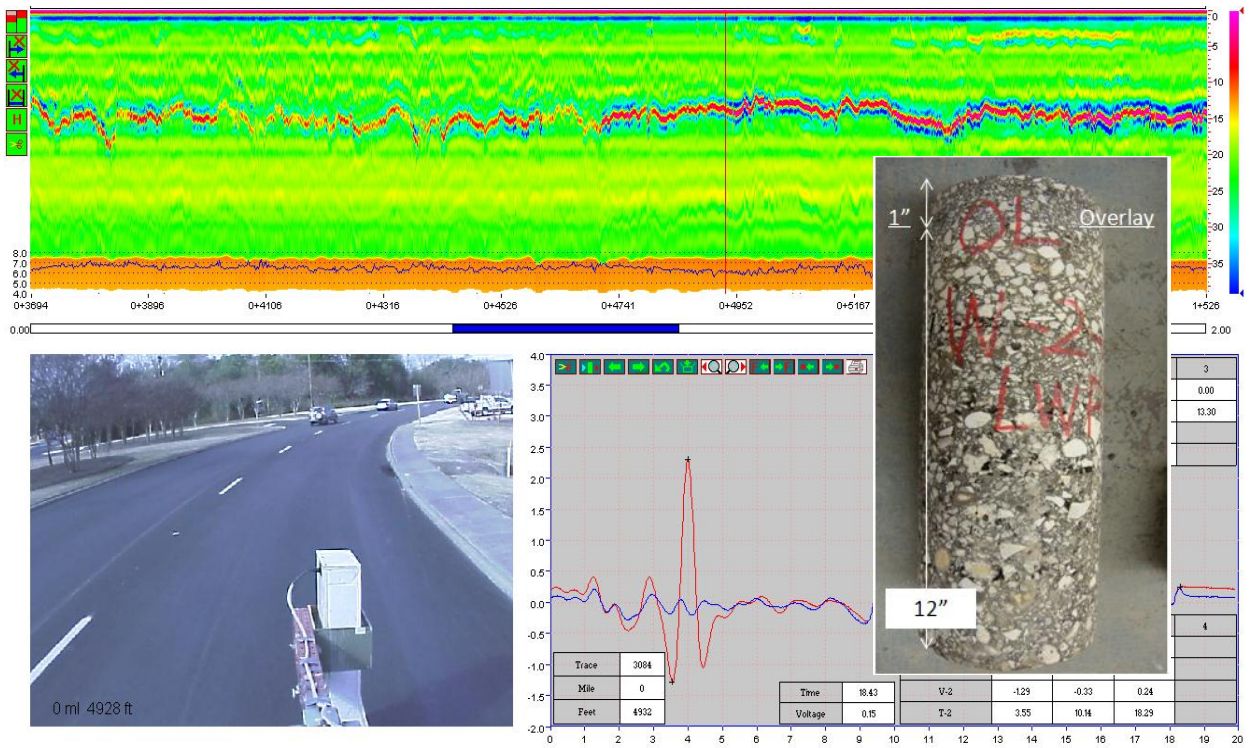 0
-5
-10
-15
-20
-25
-30
-35
H
8.0
7.0
6.0
5.0
4.0
0+3694 0+3896 0+4106 0+4316 0+4526 0+4741 0+4952 0+5167 1+526
0.00 2.00
1” Overlay
OL
W-2
LWP
12”
0 ml 4928 ft
4.0
3.5
3.0
2.5
2.0
1.5
1.0
0.5
0.0
-0.5
-1.0
-1.5
-2.0
3
0.00
13.30
4
Trace 3084
Mile 0
Feet 4932
Time 18.43
Voltage 0.15
V-2 -1.29 -0.33 0.24
T-2 3.55 10.14 18.29
0 1 2 3 4 5 6 7 8 9 10 11 12 13 14 15 16 17 18 19 20